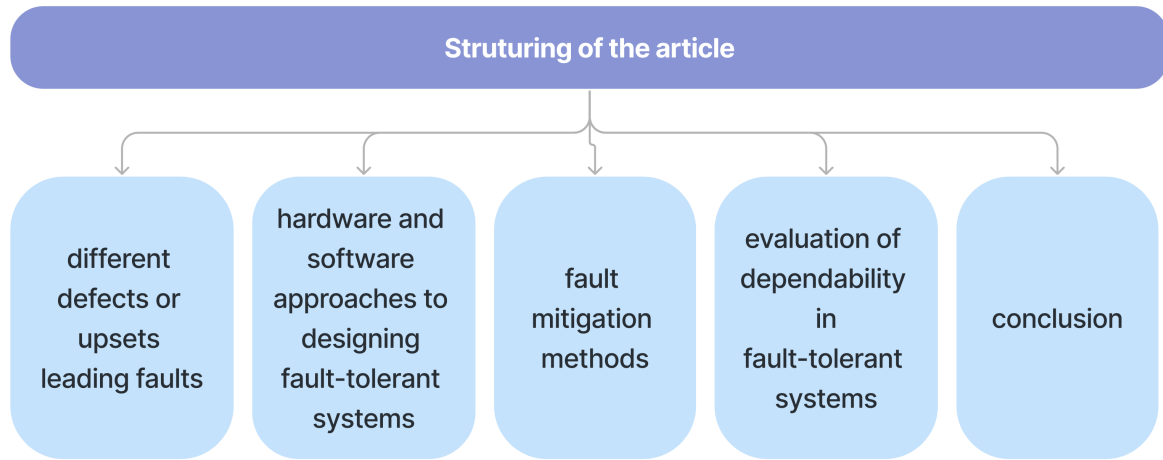 Struturing of the article
different
defects or
upsets
leading faults
hardware and
software
approaches to
designing
fault-tolerant
systems
fault
mitigation
methods
evaluation of
dependability
in
fault-tolerant
systems
conclusion